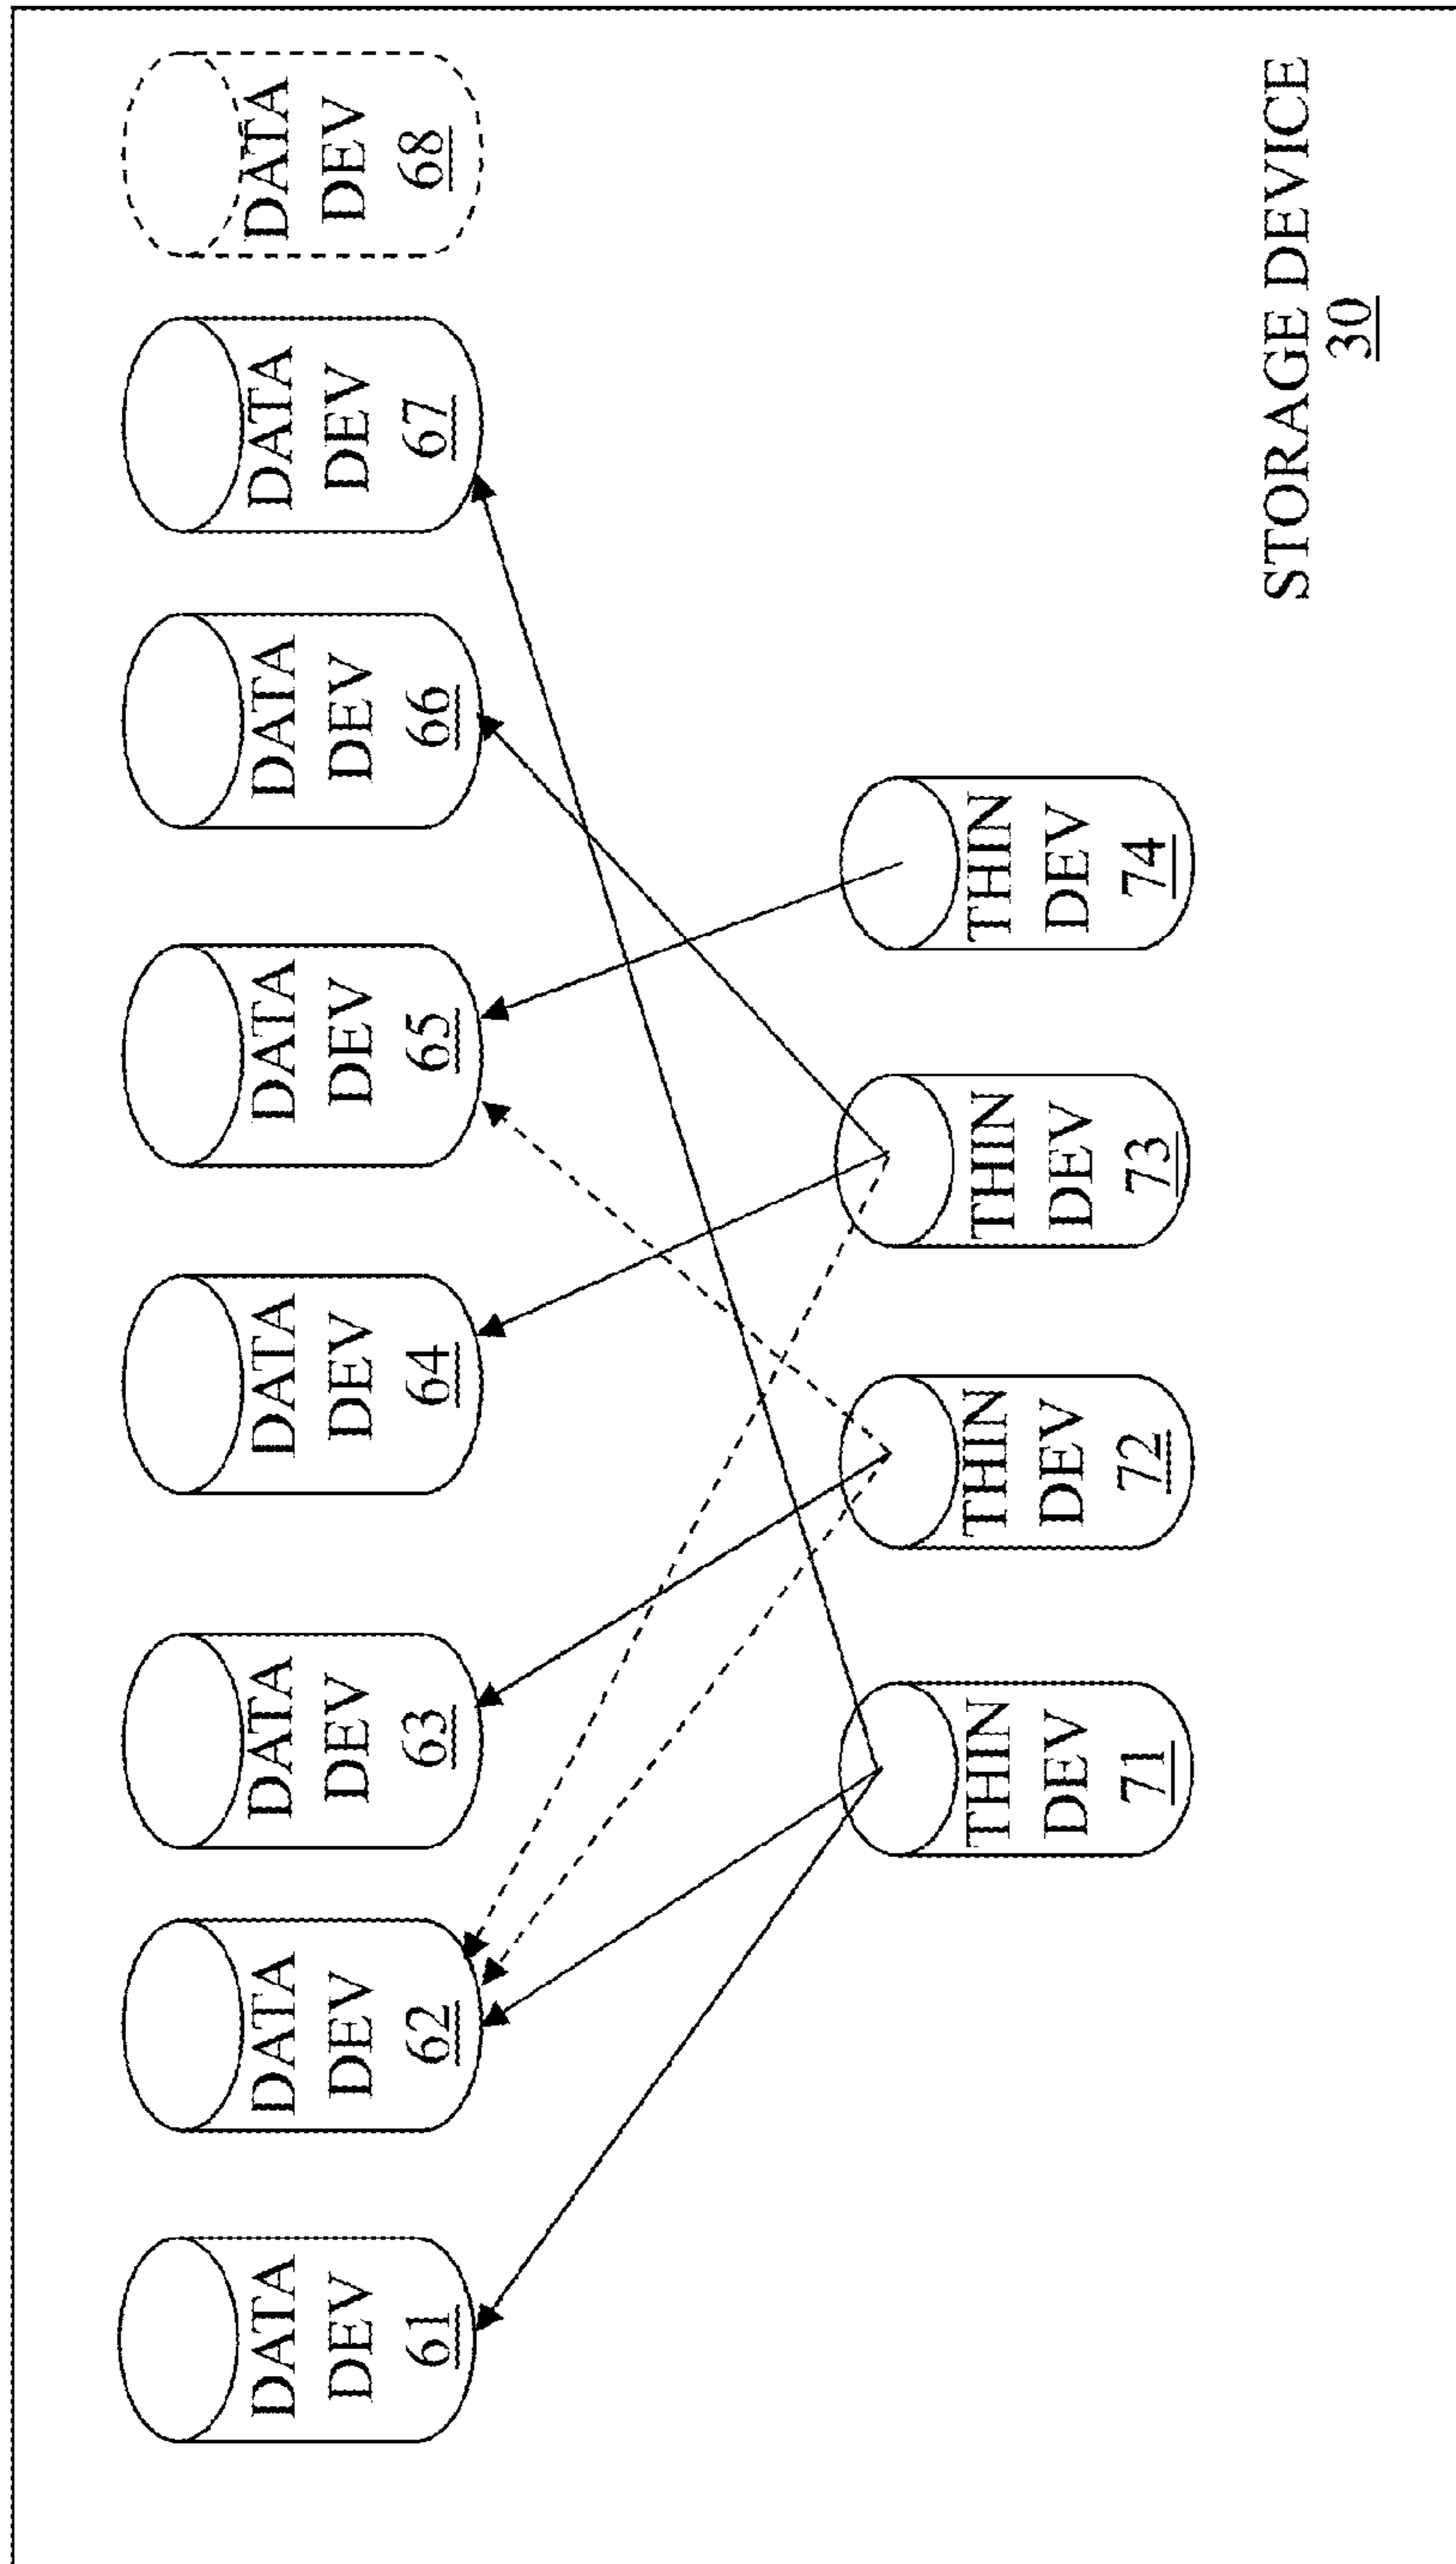 DATA
DEV
61
DATA
DEV
62
DATA
DEV
63
DATA
DEV
64
DATA
DEV
65
DATA
DEV
66
DATA
DEV
67
DATA
DEV
68
THIN
DEV
71
THIN
DEV
72
THIN
DEV
73
THIN
DEV
74
STORAGE DEVICE
30